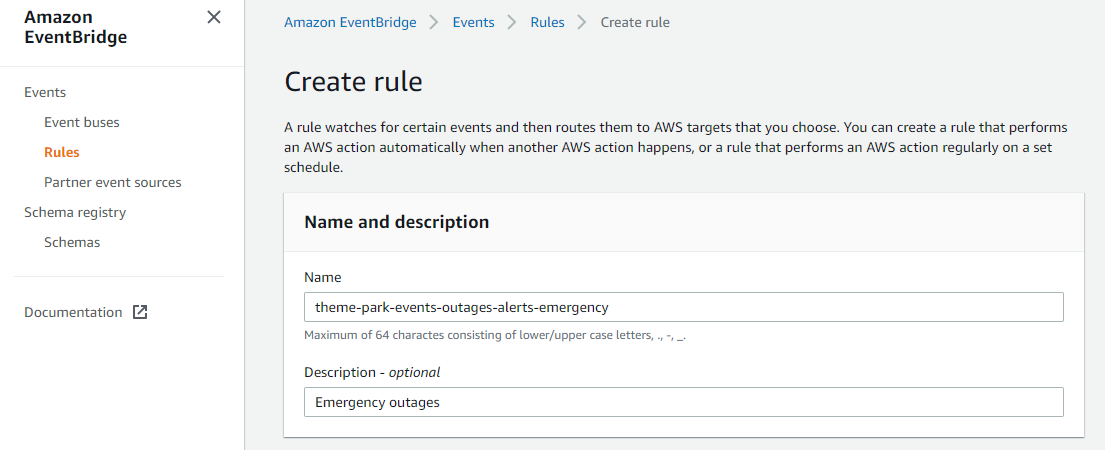 Amazon
EventBridge
Events
Event buses
Rules
Partner event sources
Schema registry
Schemas
Documentation
Amazon EventBridge > Events > Rules > Create rule
Create rule
A rule watches for certain events and then routes them to AWS targets that you choose. You can create a rule that performs
an AWS action automatically when another AWS action happens, or a rule that performs an AWS action regularly on a set
schedule.
Name and description
Name
theme-park-events-outages-alerts-emergency
Maximum of 64 charactes consisting of lower/upper case letters, ., -, _.
Description - optional
Emergency outages